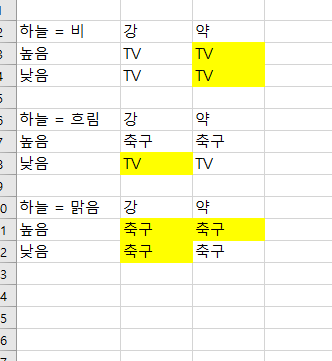 2 하늘 = 비 강 약
3 높음 TV TV
4 낮음 TV TV
5
6 하늘 = 흐림 강 약
7 높음 축구 축구
8 낮음 TV TV
9
0 하늘 = 맑음 강 약
1 높음 축구 축구
2 낮음 축구 축구
3
4
5
6